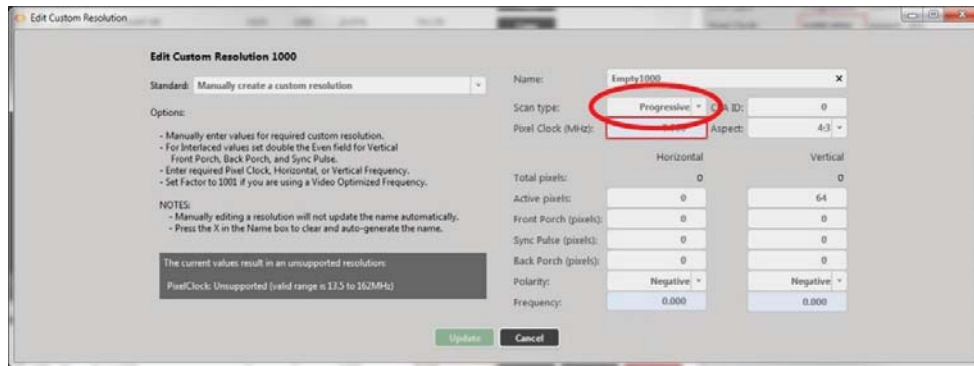 Edit Custom Resolution
Edit Custom Resolution 1000
Standard: Manually create a custom resolution
Options:
- Manually enter values for required custom resolution.
- For Interlaced values set double the Even field for Vertical
Front Porch, Back Porch, and Sync Pulse.
- Enter required Pixel Clock, Horizontal, or Vertical Frequency.
- Set Factor to 1001 if you are using a Video Optimized Frequency.
NOTES:
- Manually editing a resolution will not update the name automatically.
- Press the X in the Name box to clear and auto-generate the name.
The current values result in an unsupported resolution:
PixelClock: Unsupported (valid range is 13.5 to 162MHz)
Name: Empty1000 x
Scan type: Progressive ID: 0
Pixel Clock (MHz): Aspect: 4:3
Horizontal Vertical
Total pixels: 0 0
Active pixels: 0 64
Front Porch (pixels): 0 0
Sync Pulse (pixels): 0 0
Back Porch (pixels): 0 0
Polarity: Negative Negative
Frequency: 0.000 0.000
Update Cancel